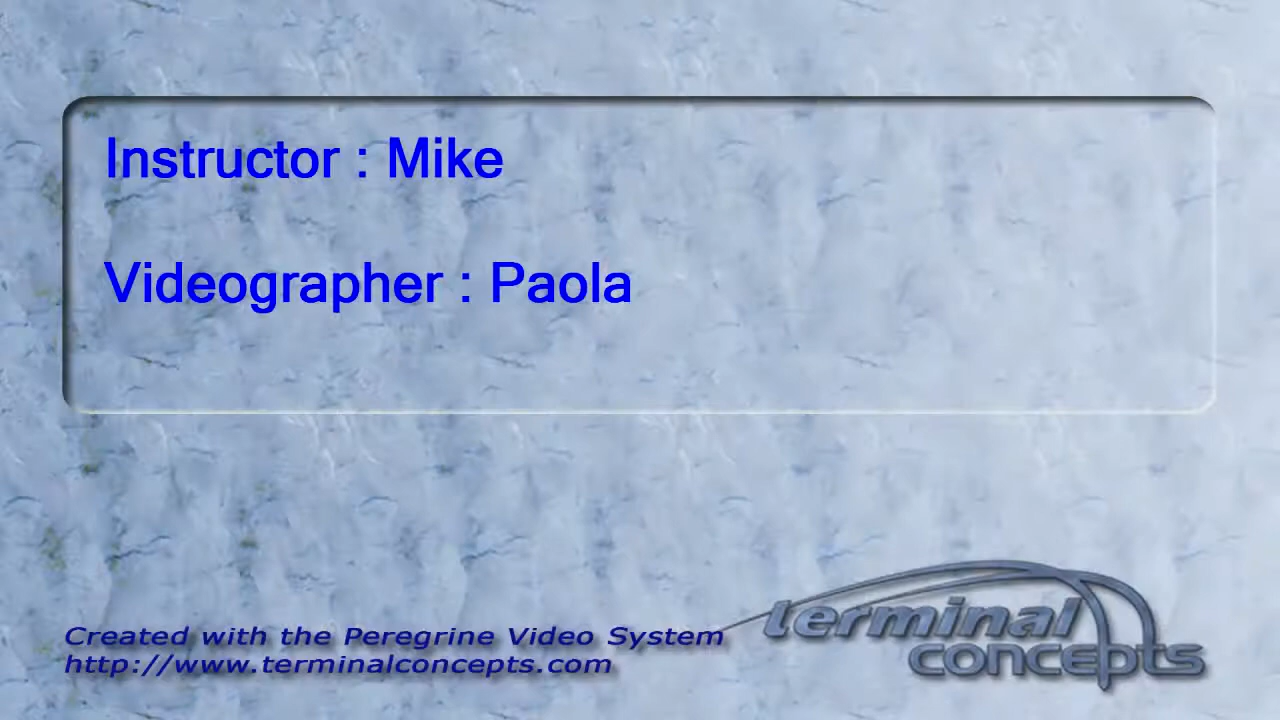 Instructor : Mike
Videographer : Paola
Created with the Peregrine Video System
http://www.terminalconcepts.com
terminal
concepts